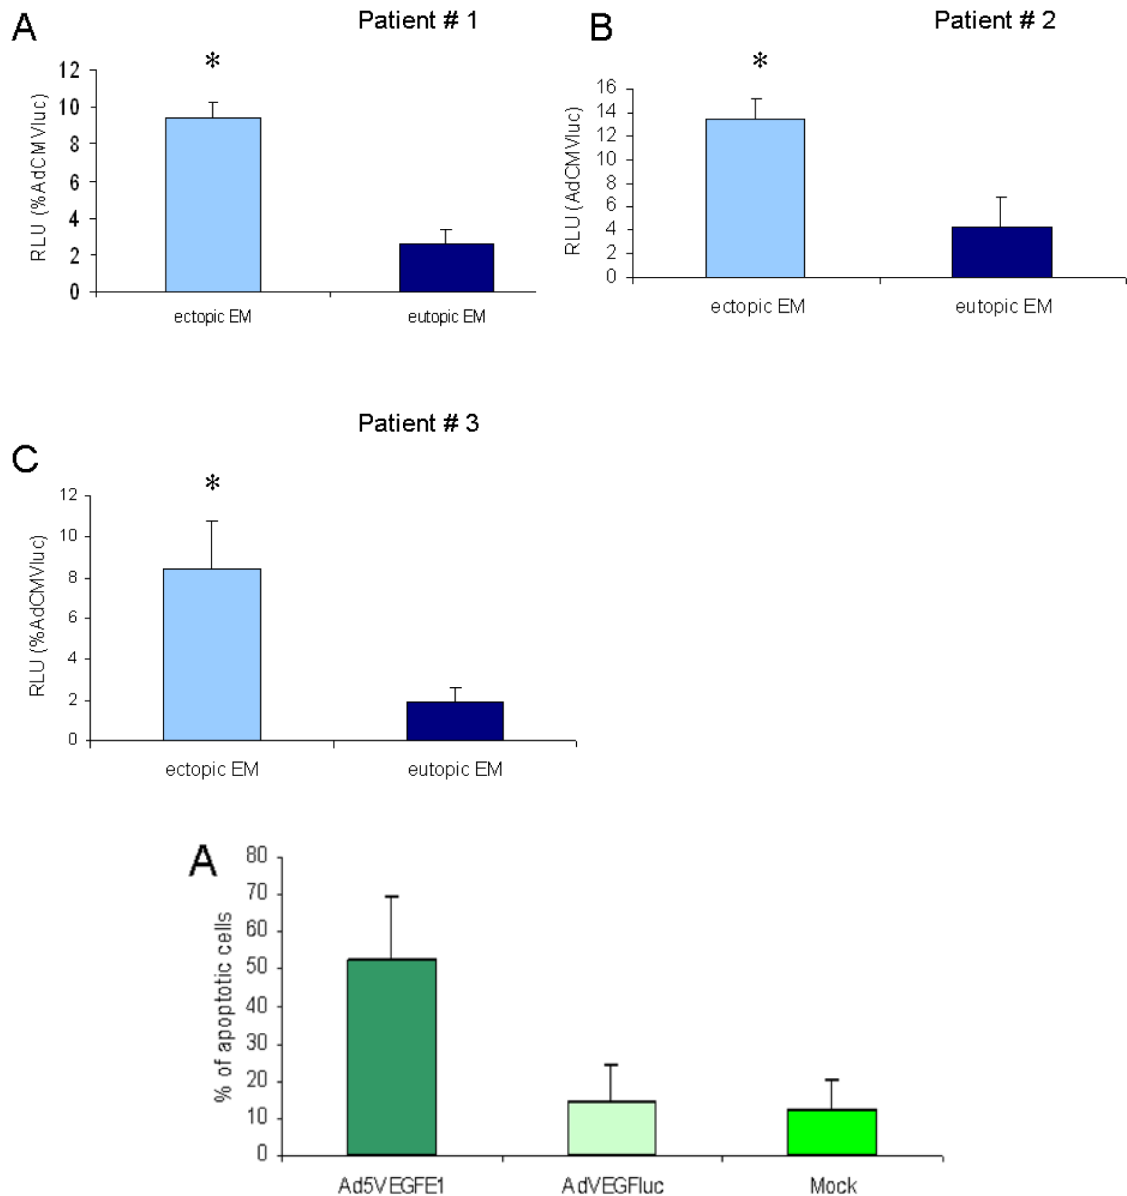 A
Patient # 1
*
RLU (%AdCMVluc)
12
10
8
6
4
2
0
ectopic EM
eutopic EM
B
Patient # 2
*
RLU (AdCMVluc)
16
14
12
10
8
6
4
2
0
ectopic EM
eutopic EM
Patient # 3
C
*
RLU (%AdCMVluc)
12
10
8
6
4
2
0
ectopic EM
eutopic EM
A
% of apoptotic cells
80
70
60
50
40
30
20
10
0
Ad5VEGFE1
AdVEGFluc
Mock